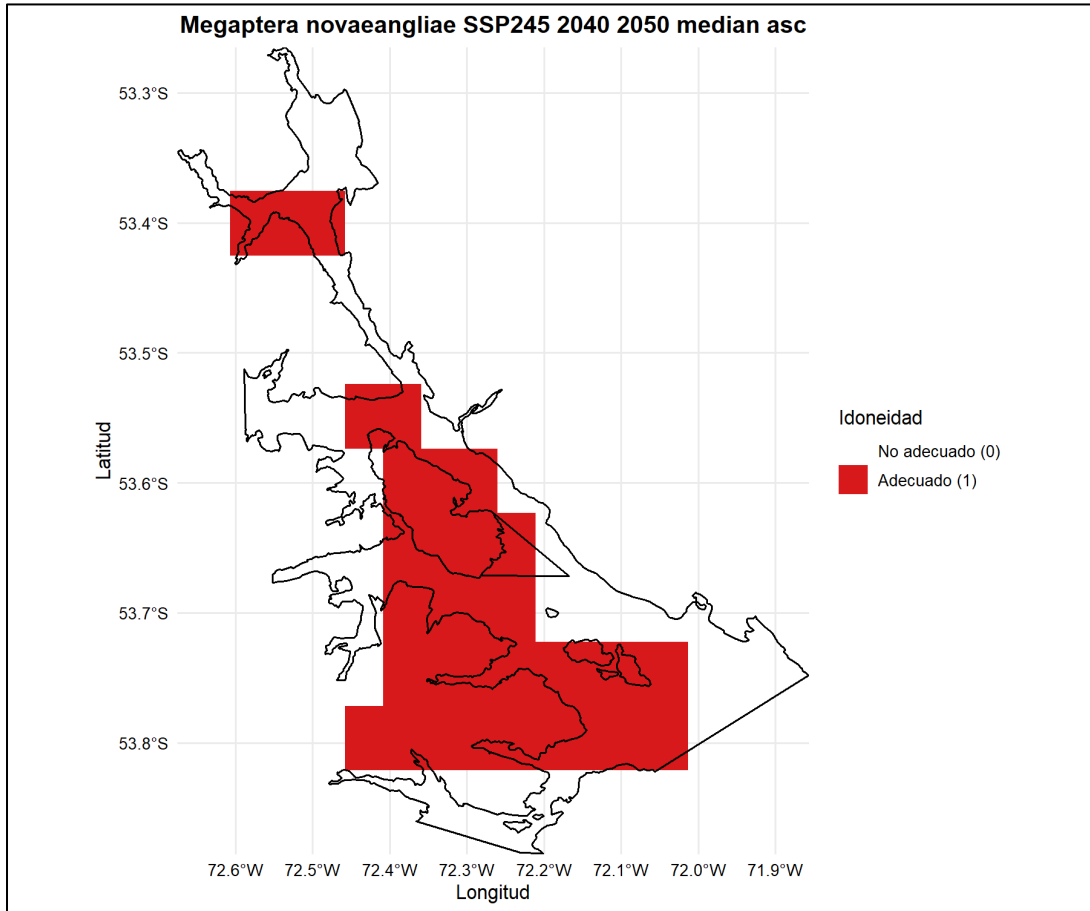 Megaptera novaeangliae SSP245 2040 2050 median asc
53.3°S
53.4°S
53.5°S
53.6°S
53.7°S
53.8°S
Latitud
72.6°W 72.5°W 72.4°W 72.3°W 72.2°W 72.1°W 72.0°W 71.9°W
Longitud
Idoneidad
No adecuado (0)
Adecuado (1)